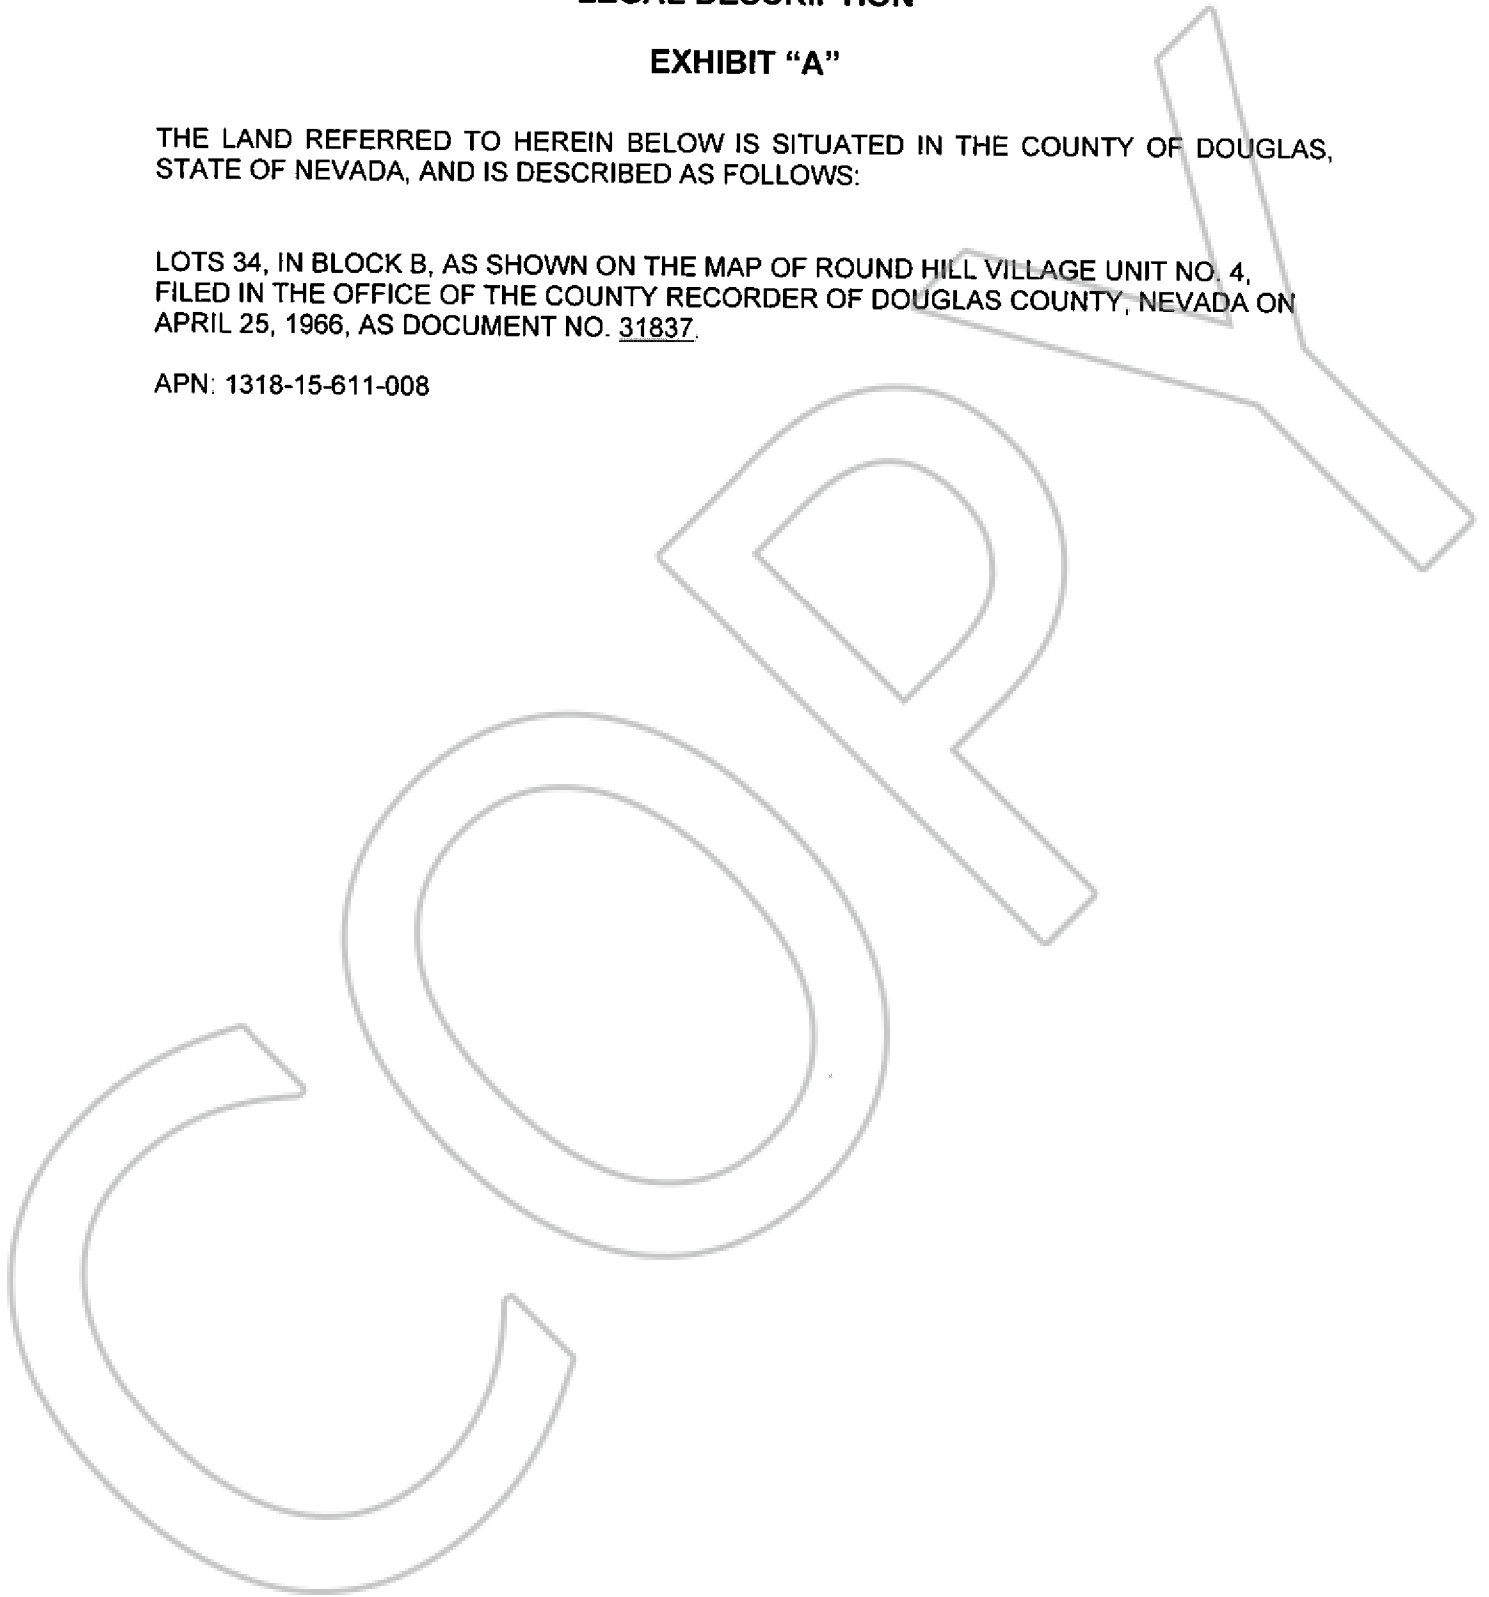 LEGAL DESCRIPTION
EXHIBIT “A”
THE LAND REFERRED TO HEREIN BELOW IS SITUATED IN THE COUNTY OF DOUGLAS,
STATE OF NEVADA, AND IS DESCRIBED AS FOLLOWS:
LOTS 34, IN BLOCK B, AS SHOWN ON THE MAP OF ROUND HILL VILLAGE UNIT NO. 4,
FILED IN THE OFFICE OF THE COUNTY RECORDER OF DOUGLAS COUNTY, NEVADA ON
APRIL 25, 1966, AS DOCUMENT NO. 31837.
APN: 1318-15-611-008
COPY